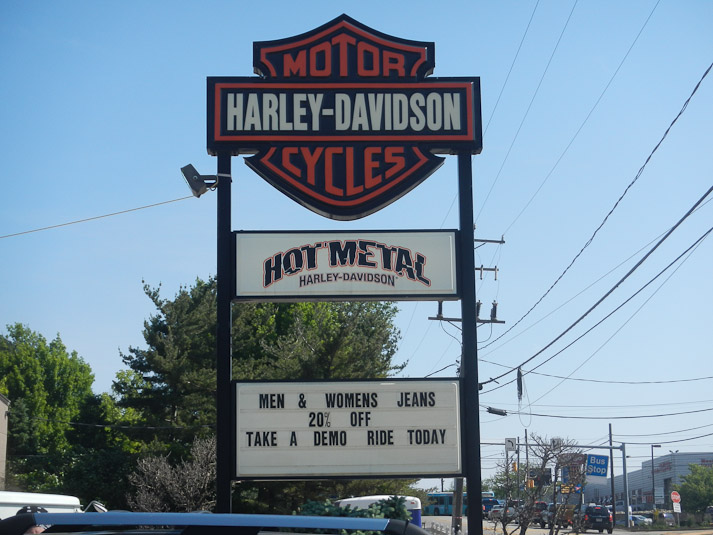 MOTOR
HARLEY-DAVIDSON
CYCLES
HOT METAL
HARLEY-DAVIDSON
MEN & WOMENS JEANS
20% OFF
TAKE A DEMO RIDE TODAY
Bus
Stop